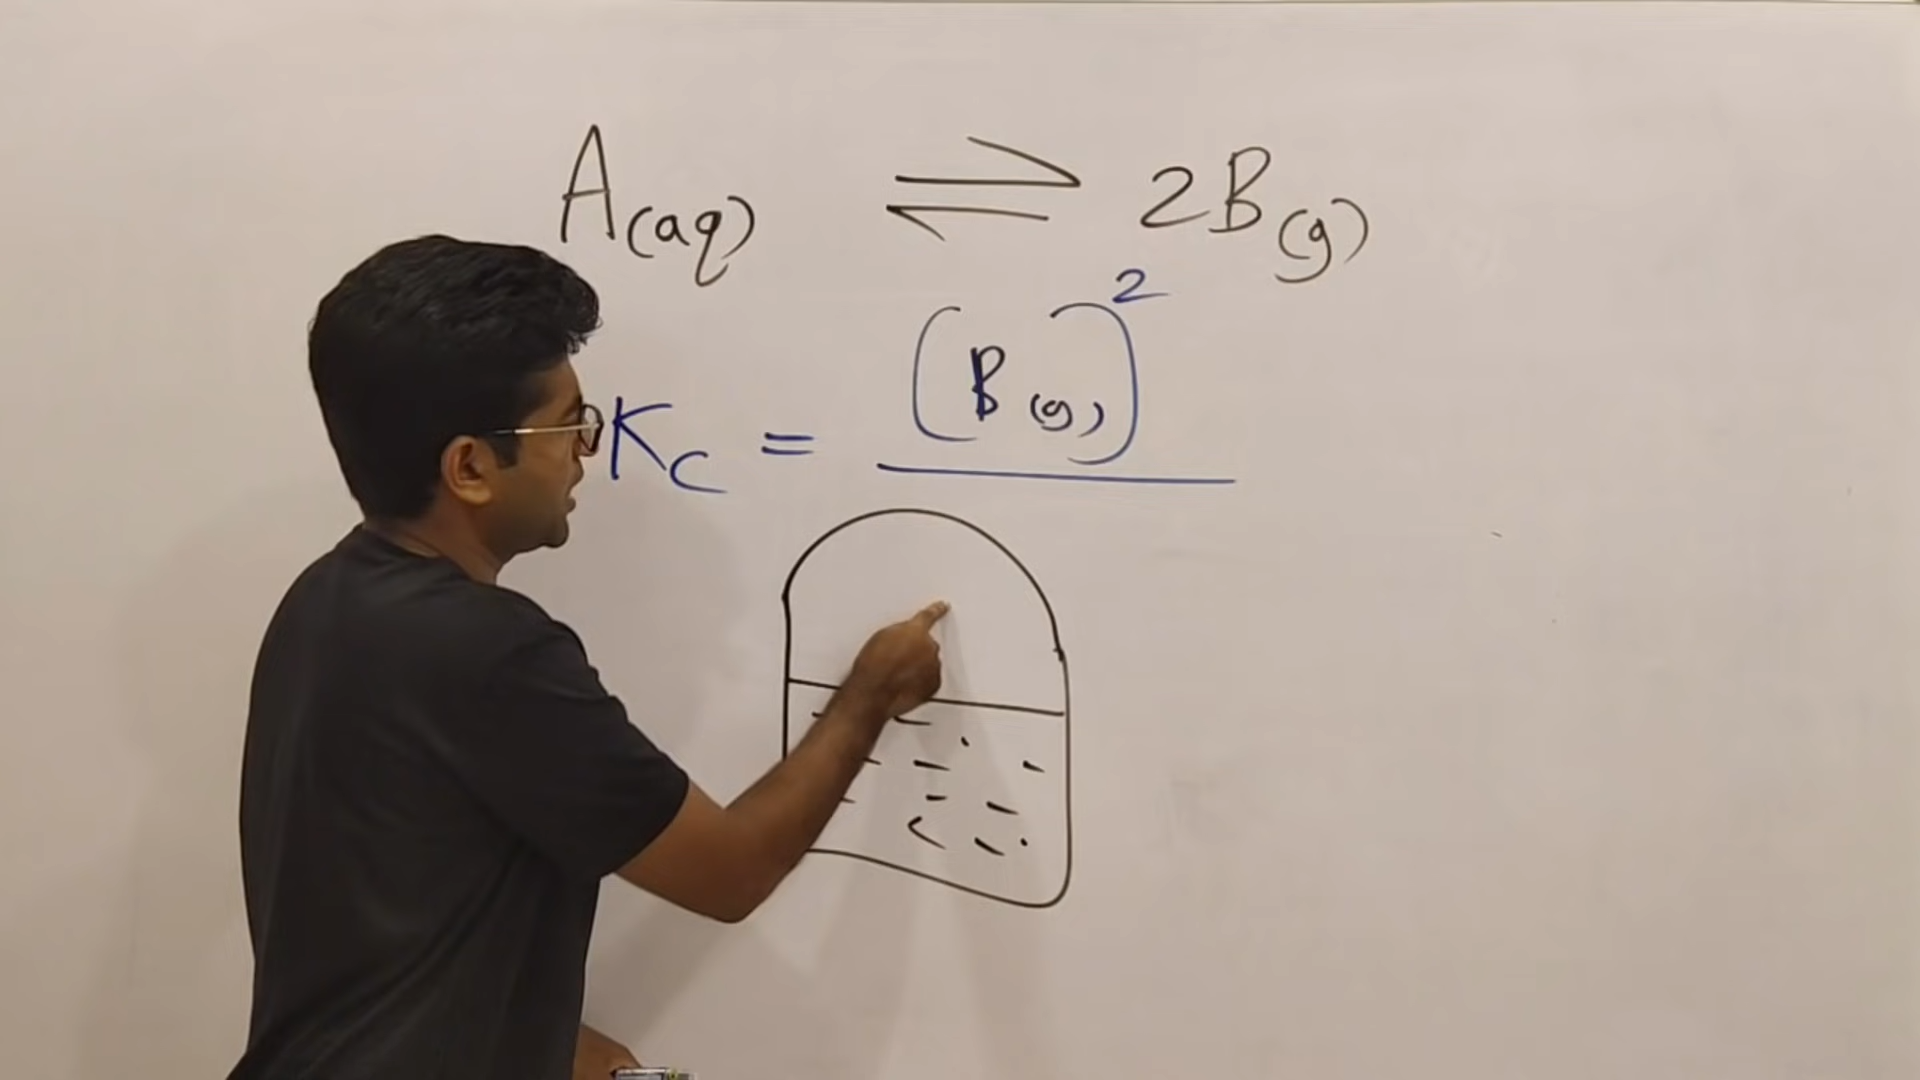 A(aq) ⇌ 2B(g)
Kc = (B(g))²